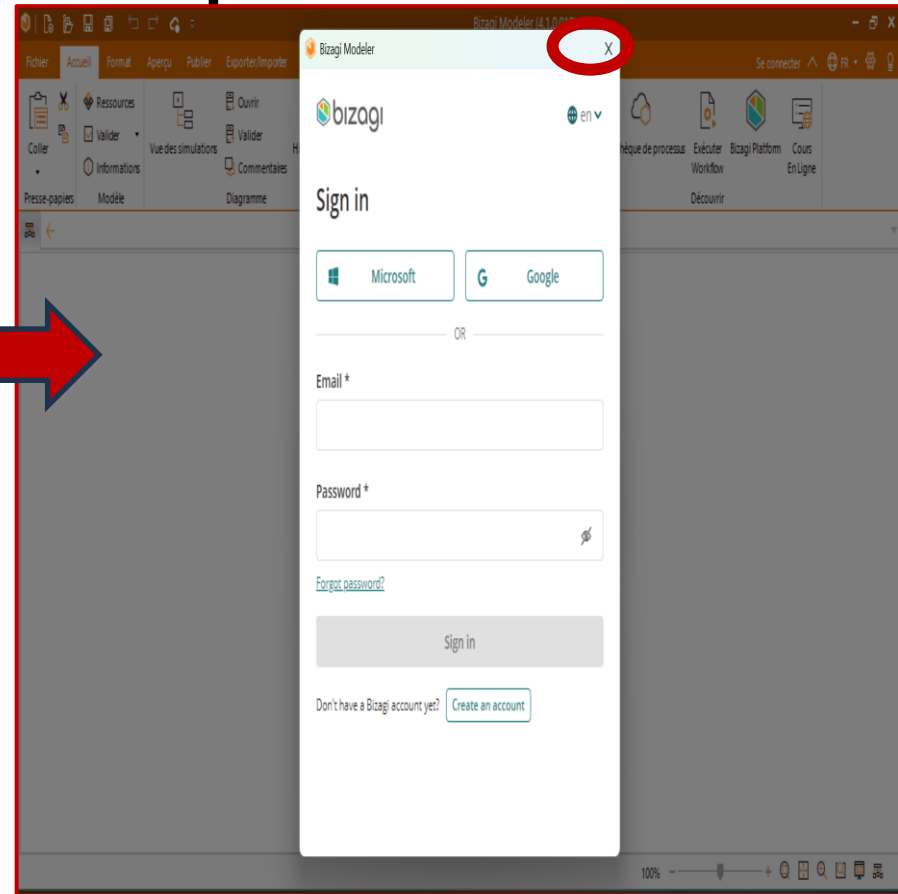 Bizagi Modeler (4.1.0
Fichier Accueil Format Aperçu Publier Exporter/Importer
Se connecter FR
Coller
Ressources
Valider
Informations
Vue des simulations
Ouvrir
Valider
Commentaires
Exécuter Workflow
Bizagi Platform
Cours En Ligne
de processus
Presse-papiers Modèle Diagramme Découvrir
Bizagi Modeler X
bizagi en
Sign in
Microsoft
G Google
OR
Email *
Password *
Forgot password?
Sign in
Don't have a Bizagi account yet? Create an account
100%